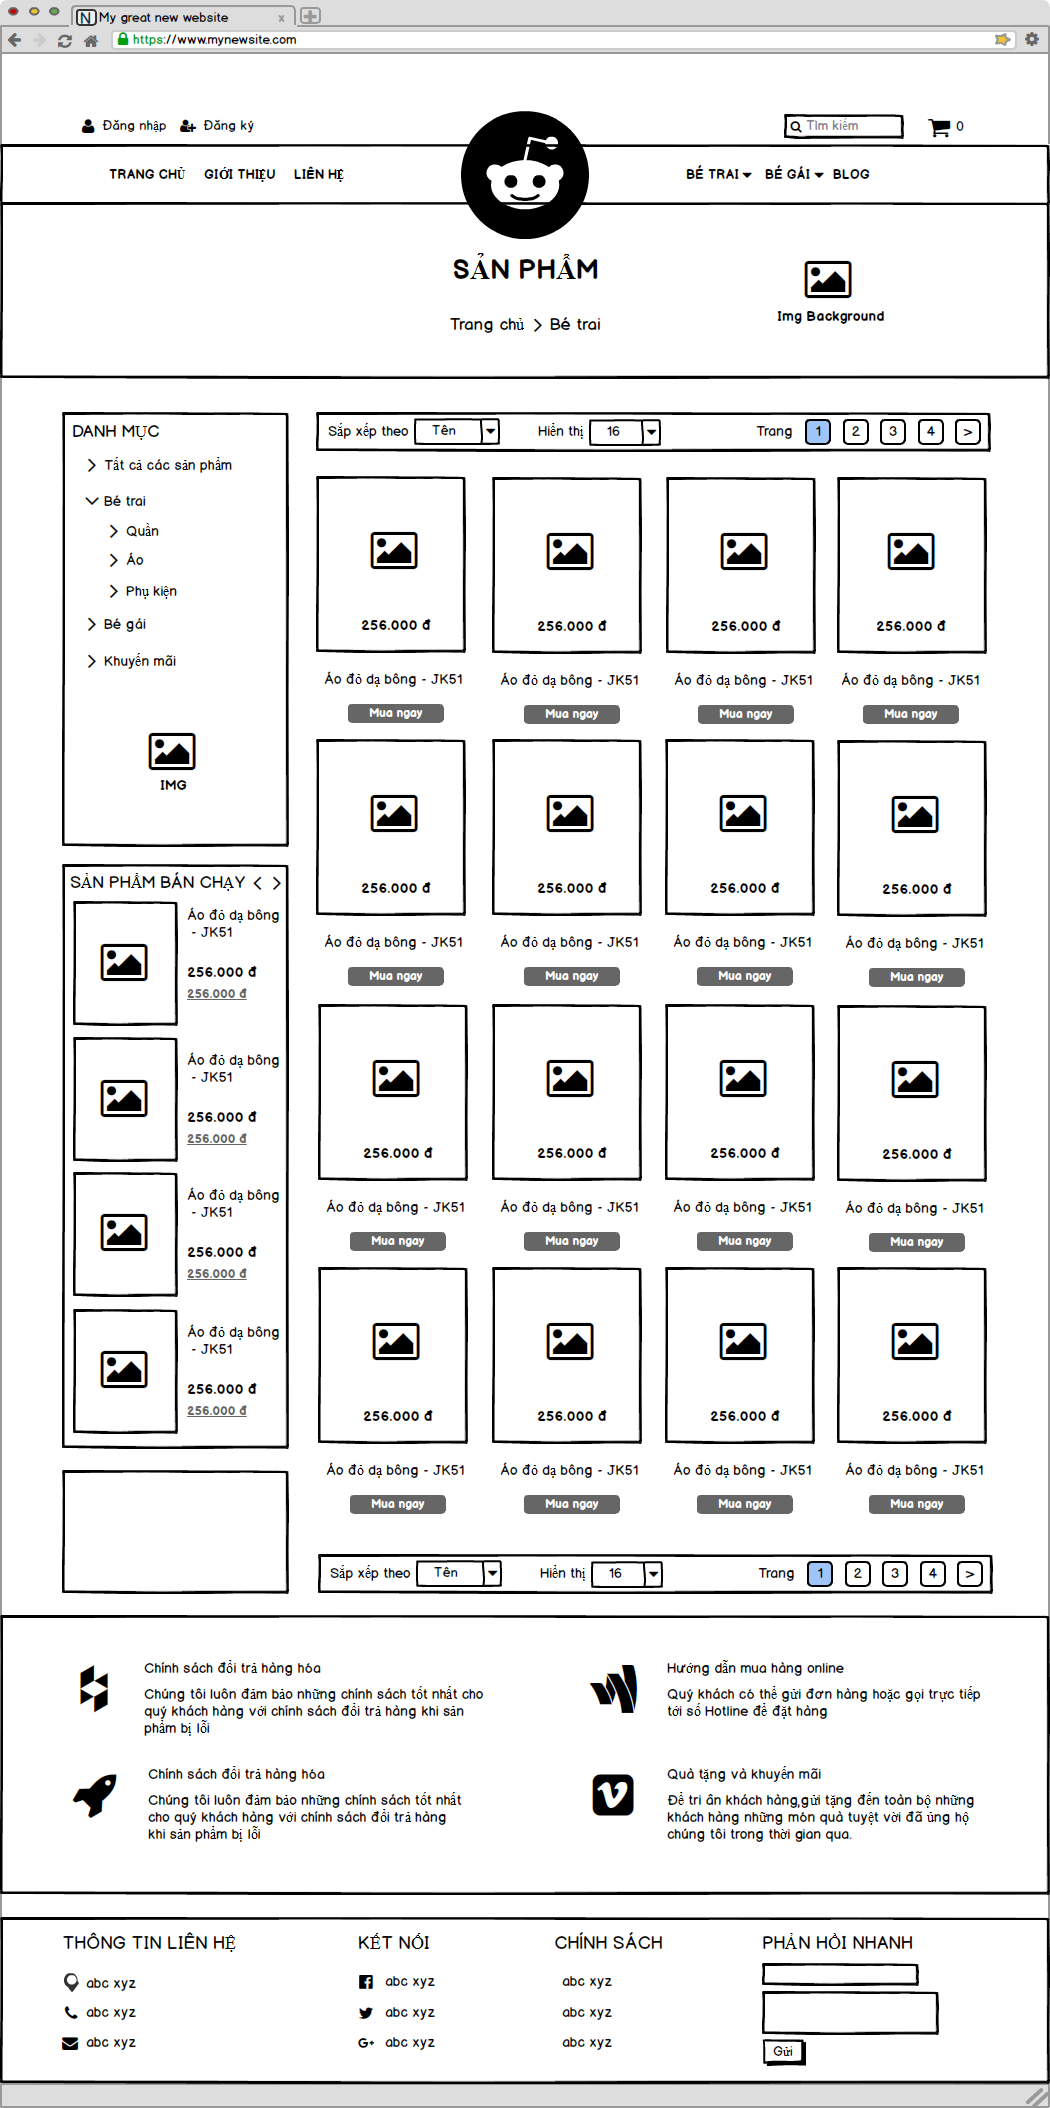 My great new website
https://www.mynewsite.com
Đăng nhập Đăng ký
Tìm kiếm
0
TRANG CHỦ GIỚI THIỆU LIÊN HỆ
BÉ TRAI BÉ GÁI BLOG
SẢN PHẨM
Trang chủ > Bé trai
Img Background
DANH MỤC
Tất cả các sản phẩm
Bé trai
Quần
Áo
Phụ kiện
Bé gái
Khuyến mãi
IMG
SẢN PHẨM BÁN CHẠY < >
Áo đỏ dạ bông
- JK51
256.000 đ
256.000 đ
Áo đỏ dạ bông
- JK51
256.000 đ
256.000 đ
Áo đỏ dạ bông
- JK51
256.000 đ
256.000 đ
Áo đỏ dạ bông
- JK51
256.000 đ
256.000 đ
Sắp xếp theo Tên Hiển thị 16 Trang 1 2 3 4 >
256.000 đ 256.000 đ 256.000 đ 256.000 đ
Áo đỏ dạ bông - JK51 Áo đỏ dạ bông - JK51 Áo đỏ dạ bông - JK51 Áo đỏ dạ bông - JK51
Mua ngay Mua ngay Mua ngay Mua ngay
256.000 đ 256.000 đ 256.000 đ 256.000 đ
Áo đỏ dạ bông - JK51 Áo đỏ dạ bông - JK51 Áo đỏ dạ bông - JK51 Áo đỏ dạ bông - JK51
Mua ngay Mua ngay Mua ngay Mua ngay
256.000 đ 256.000 đ 256.000 đ 256.000 đ
Áo đỏ dạ bông - JK51 Áo đỏ dạ bông - JK51 Áo đỏ dạ bông - JK51 Áo đỏ dạ bông - JK51
Mua ngay Mua ngay Mua ngay Mua ngay
256.000 đ 256.000 đ 256.000 đ 256.000 đ
Áo đỏ dạ bông - JK51 Áo đỏ dạ bông - JK51 Áo đỏ dạ bông - JK51 Áo đỏ dạ bông - JK51
Mua ngay Mua ngay Mua ngay Mua ngay
Sắp xếp theo Tên Hiển thị 16 Trang 1 2 3 4 >
Chính sách đổi trả hàng hóa
Chúng tôi luôn đảm bảo những chính sách tốt nhất cho
quý khách hàng với chính sách đổi trả hàng khi sản
phẩm bị lỗi
Hướng dẫn mua hàng online
Quý khách có thể gửi đơn hàng hoặc gọi trực tiếp
tới số Hotline để đặt hàng
Chính sách đổi trả hàng hóa
Chúng tôi luôn đảm bảo những chính sách tốt nhất
cho quý khách hàng với chính sách đổi trả hàng
khi sản phẩm bị lỗi
Quà tặng và khuyến mãi
Để tri ân khách hàng,gửi tặng đến toàn bộ những
khách hàng những món quà tuyệt vời đã ủng hộ
chúng tôi trong thời gian qua.
THÔNG TIN LIÊN HỆ
abc xyz
abc xyz
abc xyz
KẾT NỐI
abc xyz
abc xyz
abc xyz
CHÍNH SÁCH
abc xyz
abc xyz
abc xyz
PHẢN HỒI NHANH
Gửi